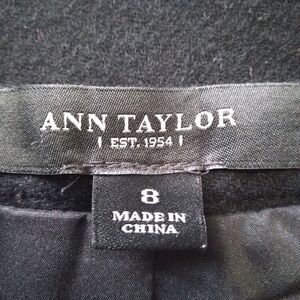 ANN TAYLOR
| EST. 1954 |
8
MADE IN
CHINA